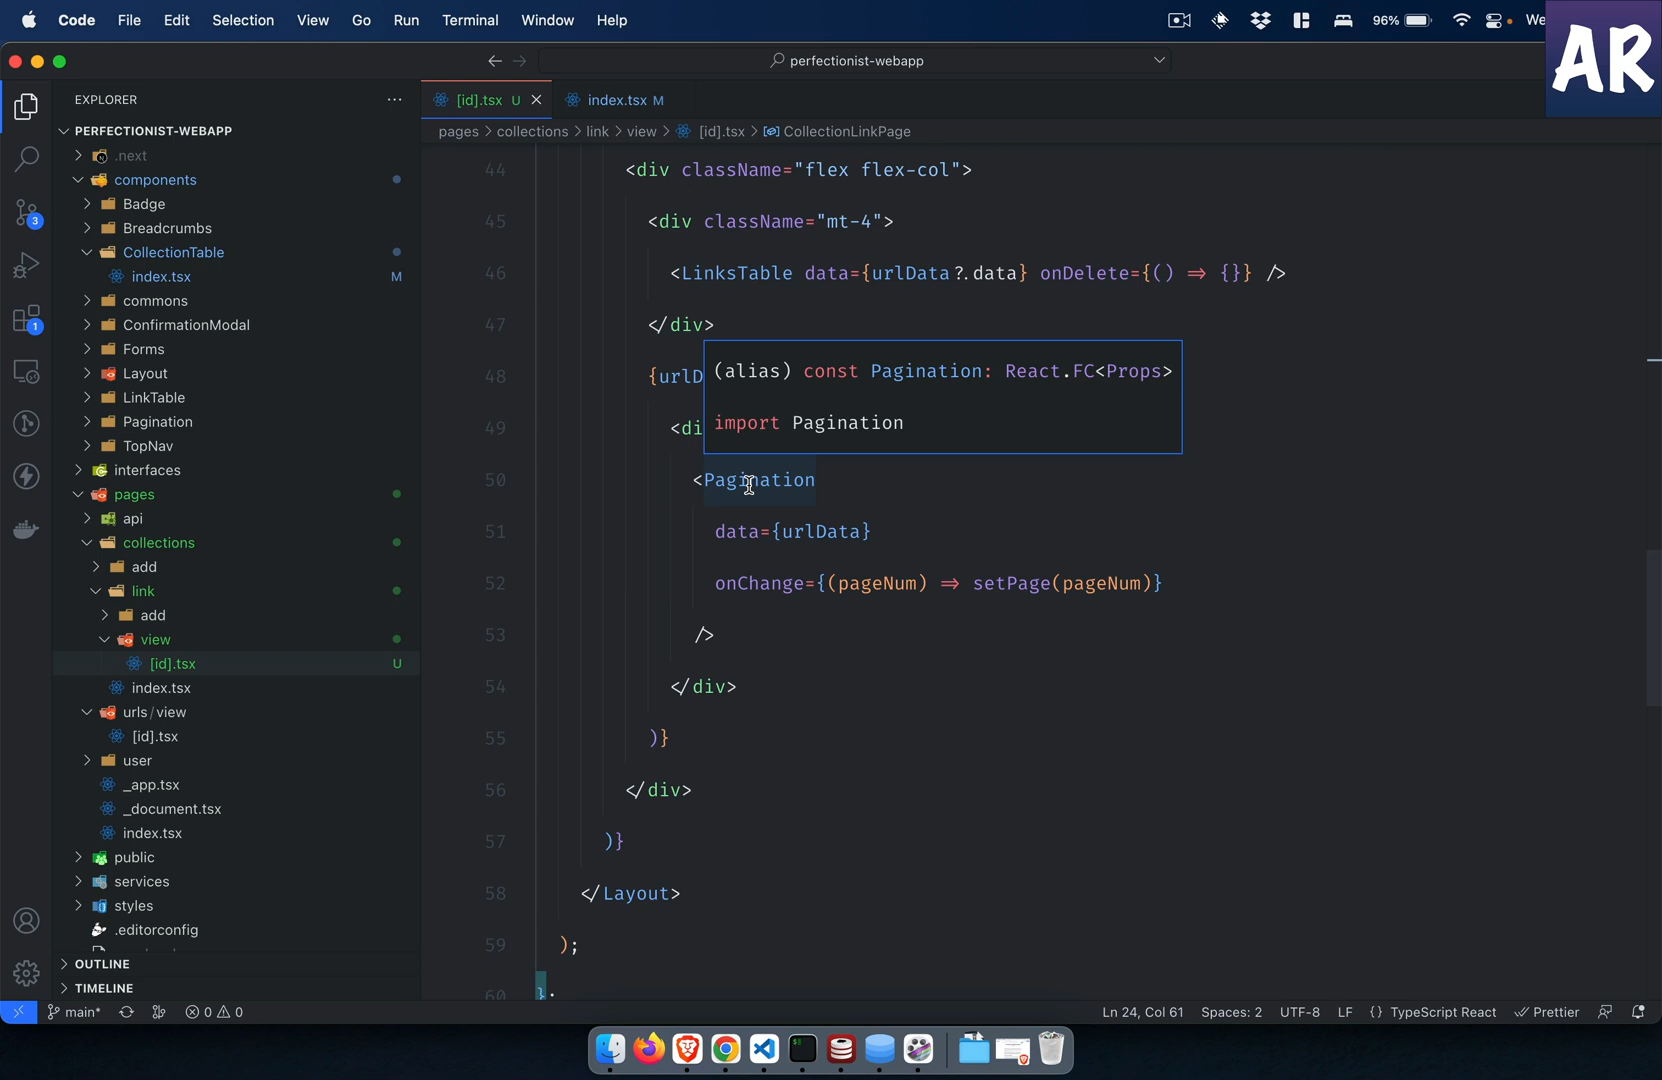 Code File Edit Selection View Go Run Terminal Window Help 96% We
AR
perfectionist-webapp
EXPLORER
[id].tsx U
index.tsx M
pages > collections > link > view > [id].tsx > CollectionLinkPage
PERFECTIONIST-WEBAPP
.next
components
Badge
Breadcrumbs
CollectionTable
index.tsx M
commons
ConfirmationModal
Forms
Layout
LinkTable
Pagination
TopNav
interfaces
pages
api
collections
add
link
add
view
[id].tsx U
index.tsx
urls/view
[id].tsx
user
_app.tsx
_document.tsx
index.tsx
public
services
styles
.editorconfig
OUTLINE
TIMELINE
3
1
44 <div className="flex flex-col">
45 <div className="mt-4">
46 <LinksTable data={urlData?.data} onDelete={() => {}} />
47 </div>
48 {urlD
(alias) const Pagination: React.FC<Props>
import Pagination
49 <di
50 <Pagination
51 data={urlData}
52 onChange={(pageNum) => setPage(pageNum)}
53 />
54 </div>
55 )}
56 </div>
57 )}
58 </Layout>
59 );
60 };
main* 0 0 Ln 24, Col 61 Spaces: 2 UTF-8 LF {} TypeScript React Prettier